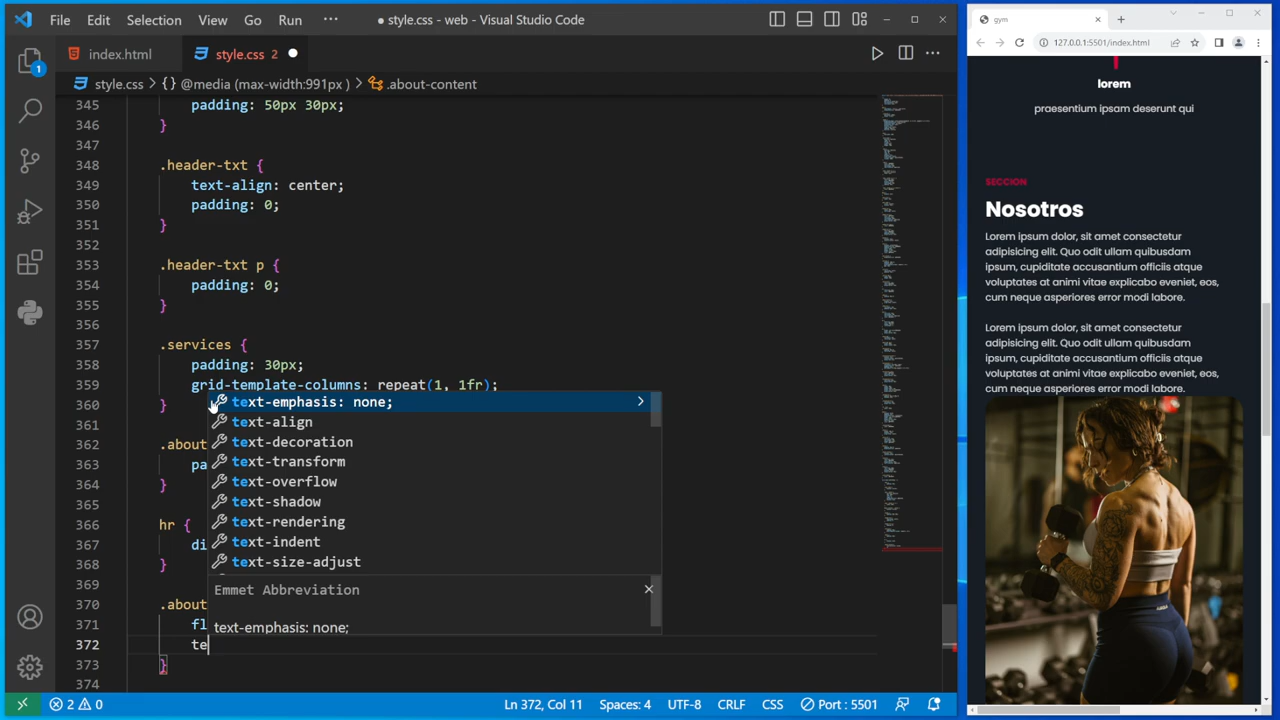 File Edit Selection View Go Run ··· ● style.css - web - Visual Studio Code
index.html style.css 2 ●
style.css > {} @media (max-width:991px ) > .about-content
345 padding: 50px 30px;
346 }
347
348 .header-txt {
349 text-align: center;
350 padding: 0;
351 }
352
353 .header-txt p {
354 padding: 0;
355 }
356
357 .services {
358 padding: 30px;
359 grid-template-columns: repeat(1, 1fr);
360 }
361
362 .about
363 pa
364 }
365
366 hr {
367 di
368 }
369
370 .about
371 fl
372 te
373 }
374
text-emphasis: none;
text-align
text-decoration
text-transform
text-overflow
text-shadow
text-rendering
text-indent
text-size-adjust
Emmet Abbreviation
text-emphasis: none;
1
2 0 Ln 372, Col 11 Spaces: 4 UTF-8 CRLF CSS Port : 5501
gym
127.0.0.1:5501/index.html
lorem
praesentium ipsam deserunt qui
SECCION
Nosotros
Lorem ipsum dolor, sit amet consectetur
adipisicing elit. Quo odit ullam quibusdam
ipsum, cupiditate accusantium officiis atque
voluptates at animi vitae explicabo eveniet, eos,
cum neque asperiores error modi labore.
Lorem ipsum dolor, sit amet consectetur
adipisicing elit. Quo odit ullam quibusdam
ipsum, cupiditate accusantium officiis atque
voluptates at animi vitae explicabo eveniet, eos,
cum neque asperiores error modi labore.